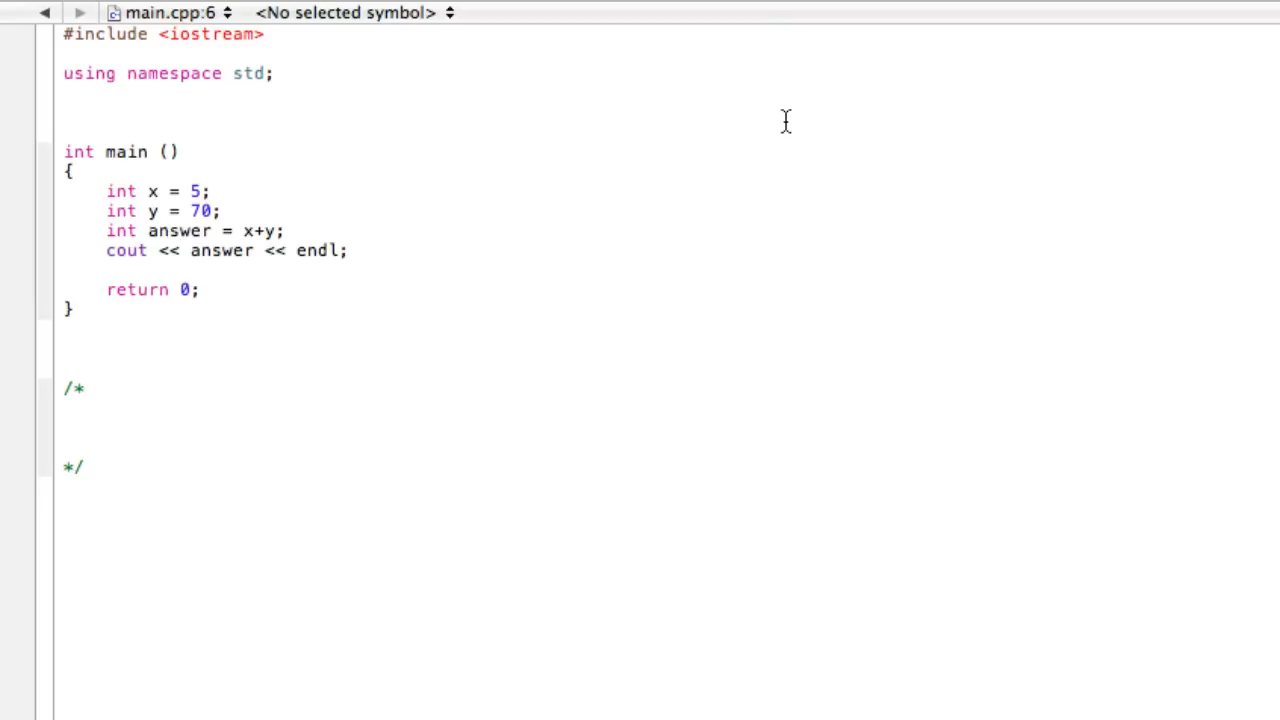 main.cpp:6 <No selected symbol>
#include <iostream>
using namespace std;
int main ()
{
    int x = 5;
    int y = 70;
    int answer = x+y;
    cout << answer << endl;
    return 0;
}
/*
*/